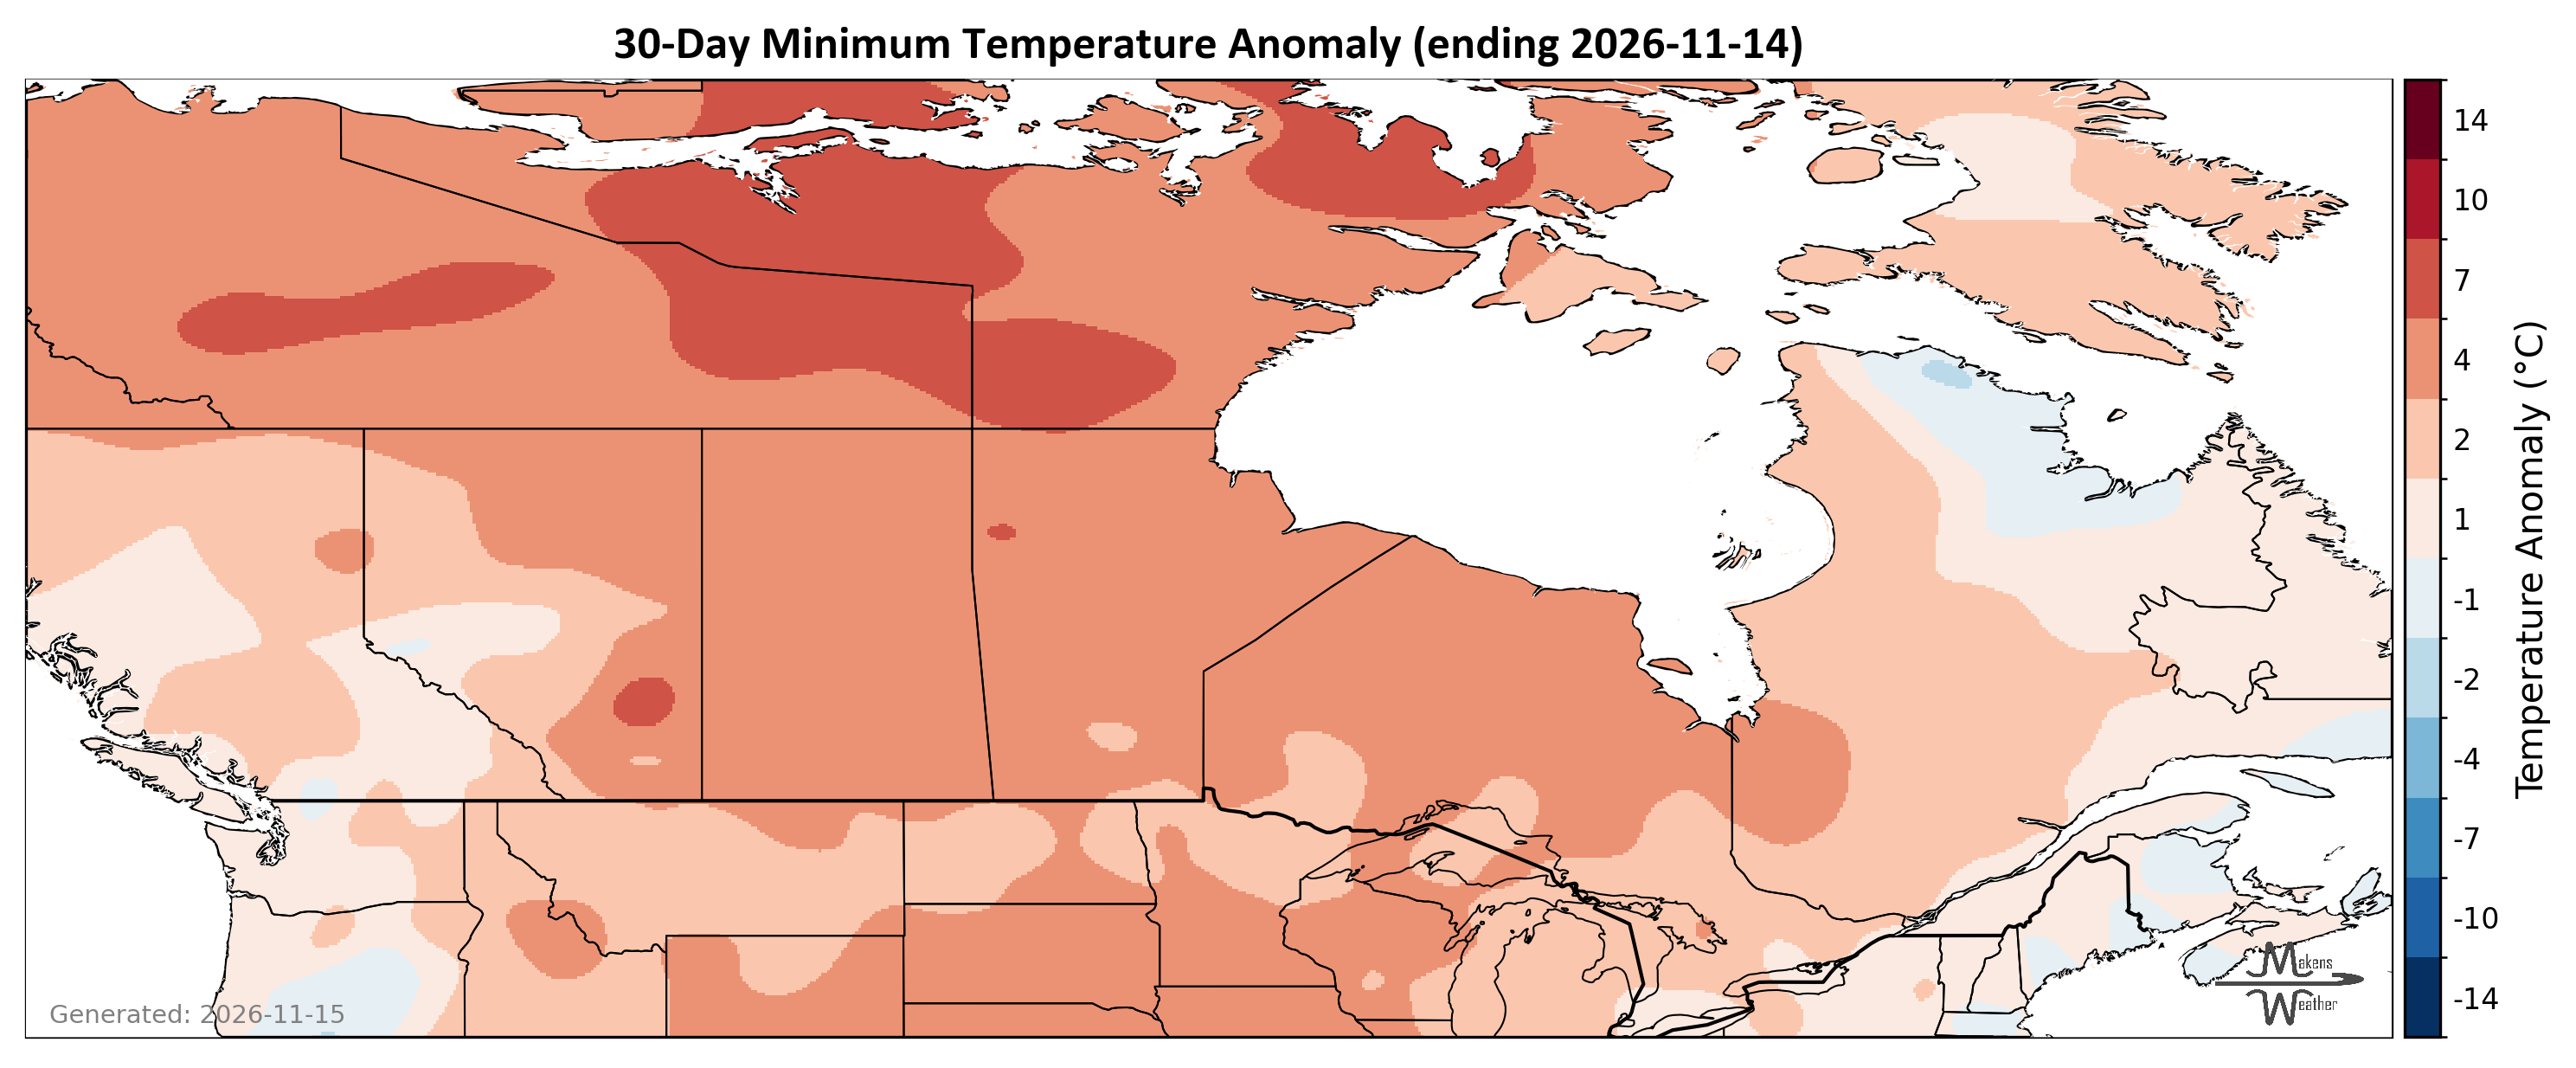 30-Day Minimum Temperature Anomaly (ending 2026-11-14)
14
10
7
4
2
1
-1
-2
-4
-7
-10
-14
Temperature Anomaly (°C)
Generated: 2026-11-15
Makens
Weather